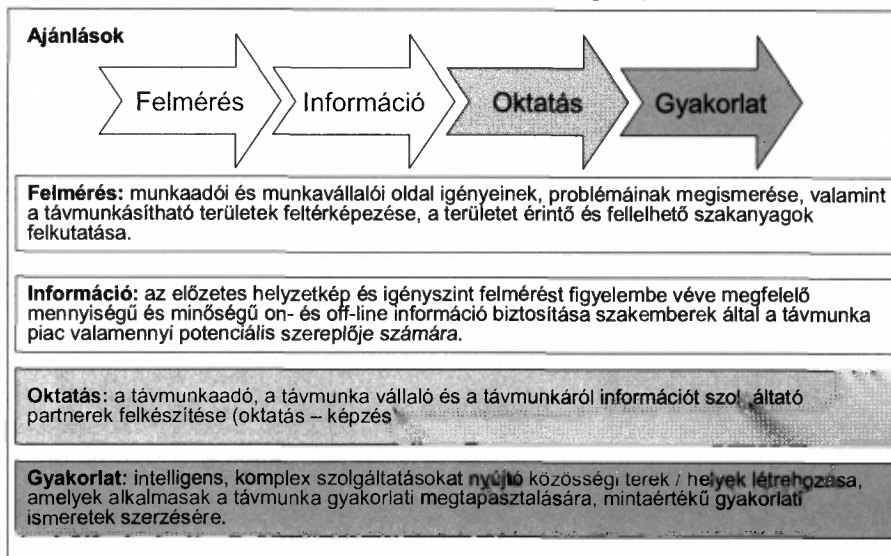 Ajánlások
Felmérés Információ Oktatás Gyakorlat
Felmérés: munkaadói és munkavállalói oldal igényeinek, problémáinak megismerése, valamint
a távmunkásítható területek feltérképezése, a területet érintő és fellelhető szakanyagok
felkutatása.
Információ: az előzetes helyzetkép és igényszint felmérést figyelembe véve megfelelő
mennyiségű és minőségű on- és off-line információ biztosítása szakemberek által a távmunka
piac valamennyi potenciális szereplője számára.
Oktatás: a távmunkaadó, a távmunka vállaló és a távmunkáról információt szol áltató
partnerek felkészítése (oktatás – képzés
Gyakorlat: intelligens, komplex szolgáltatásokat nyújtó közösségi terek / helyek létrehozása,
amelyek alkalmasak a távmunka gyakorlati megtapasztalására, mintaértékű gyakorlati
ismeretek szerzésére.